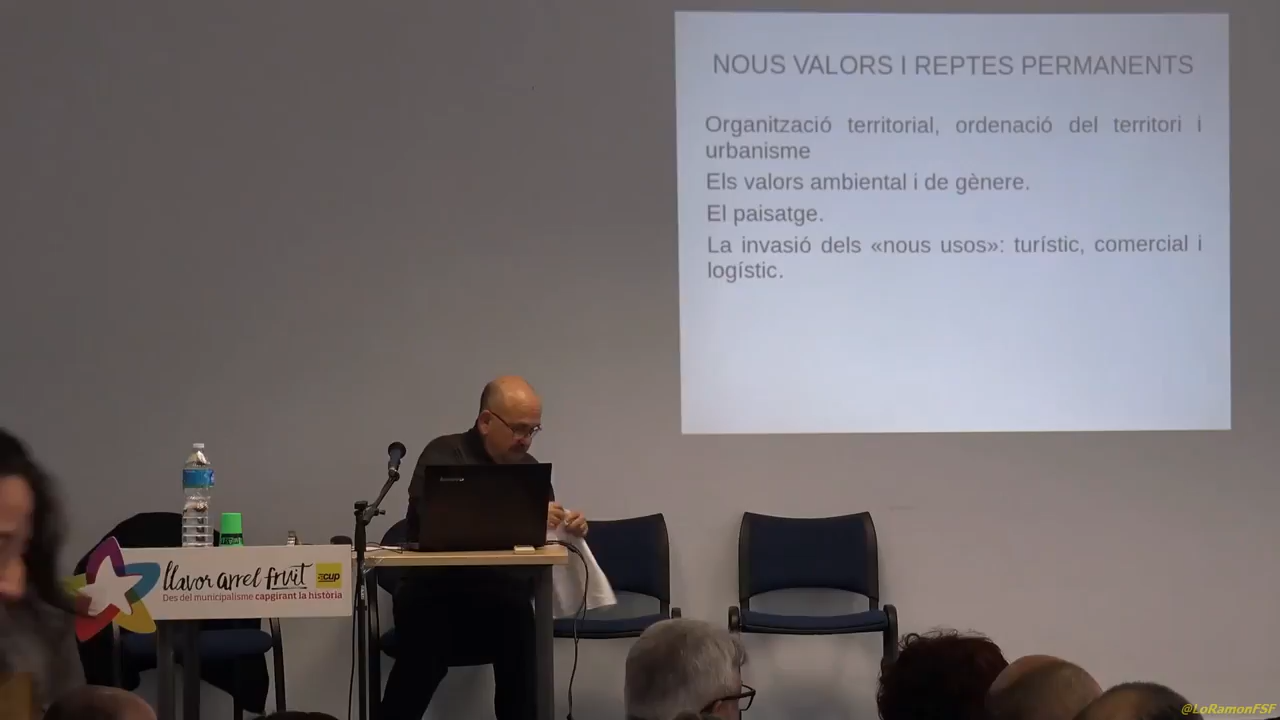 NOUS VALORS I REPTES PERMANENTS
Organització territorial, ordenació del territori i
urbanisme
Els valors ambiental i de gènere.
El paisatge.
La invasió dels «nous usos»: turístic, comercial i
logístic.
llavor arrel fruit
cup
Des del municipalisme capgirant la història
@LoRamonFSF